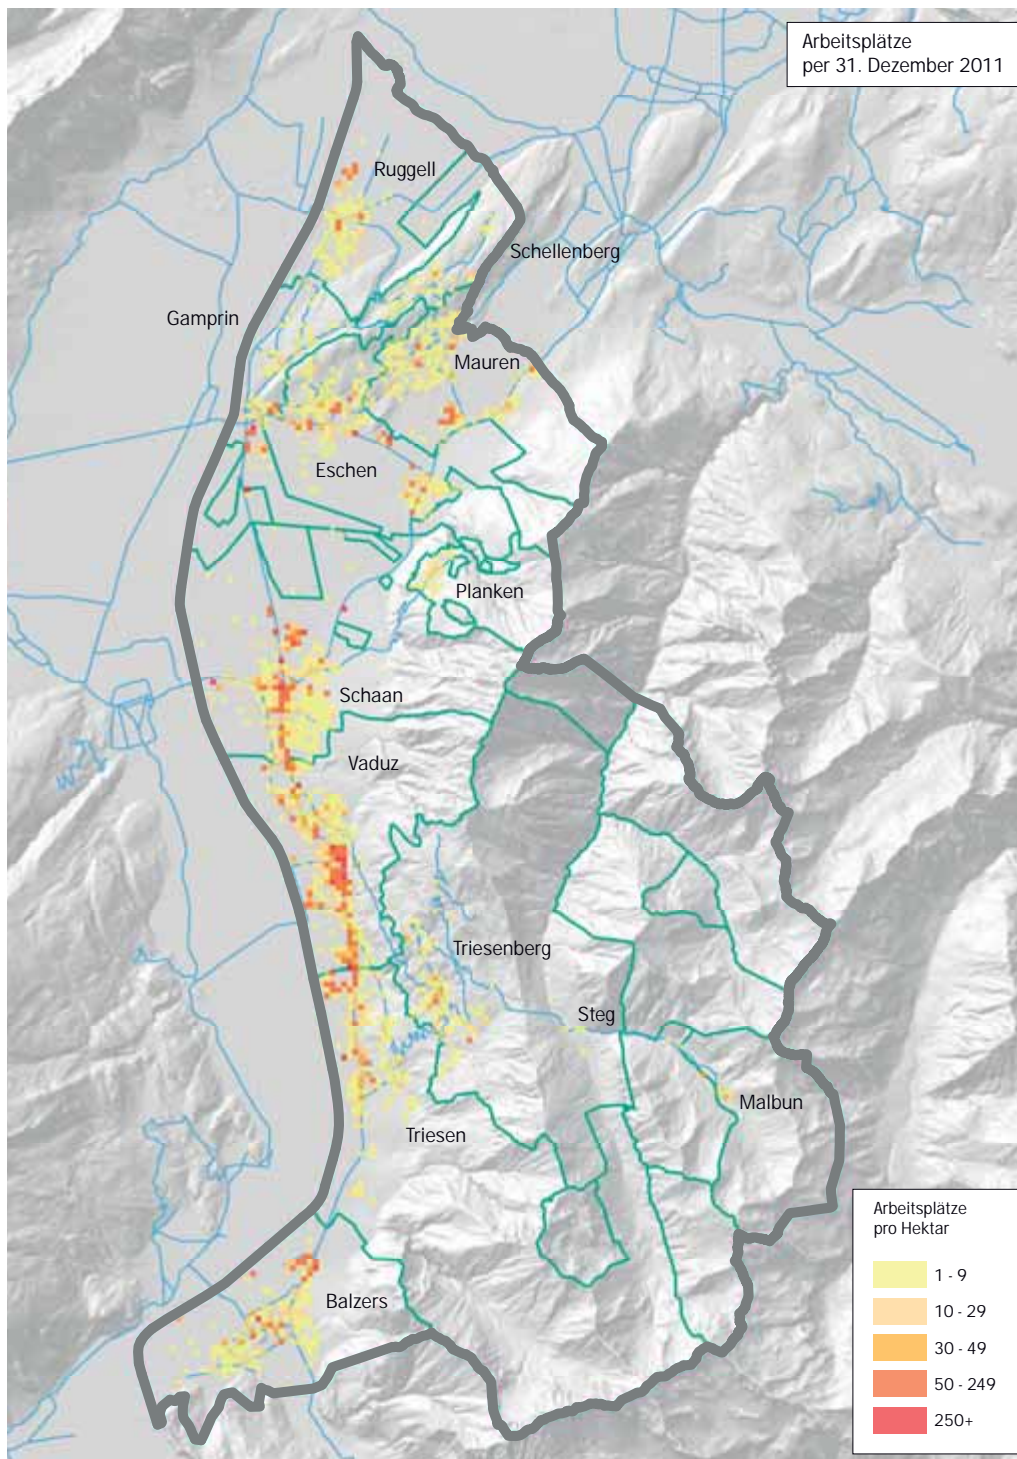 Arbeitsplätze
per 31. Dezember 2011
Ruggell
Schellenberg
Gamprin
Mauren
Eschen
Planken
Schaan
Vaduz
Triesenberg
Steg
Malbun
Triesen
Balzers
Arbeitsplätze
pro Hektar
1 - 9
10 - 29
30 - 49
50 - 249
250+